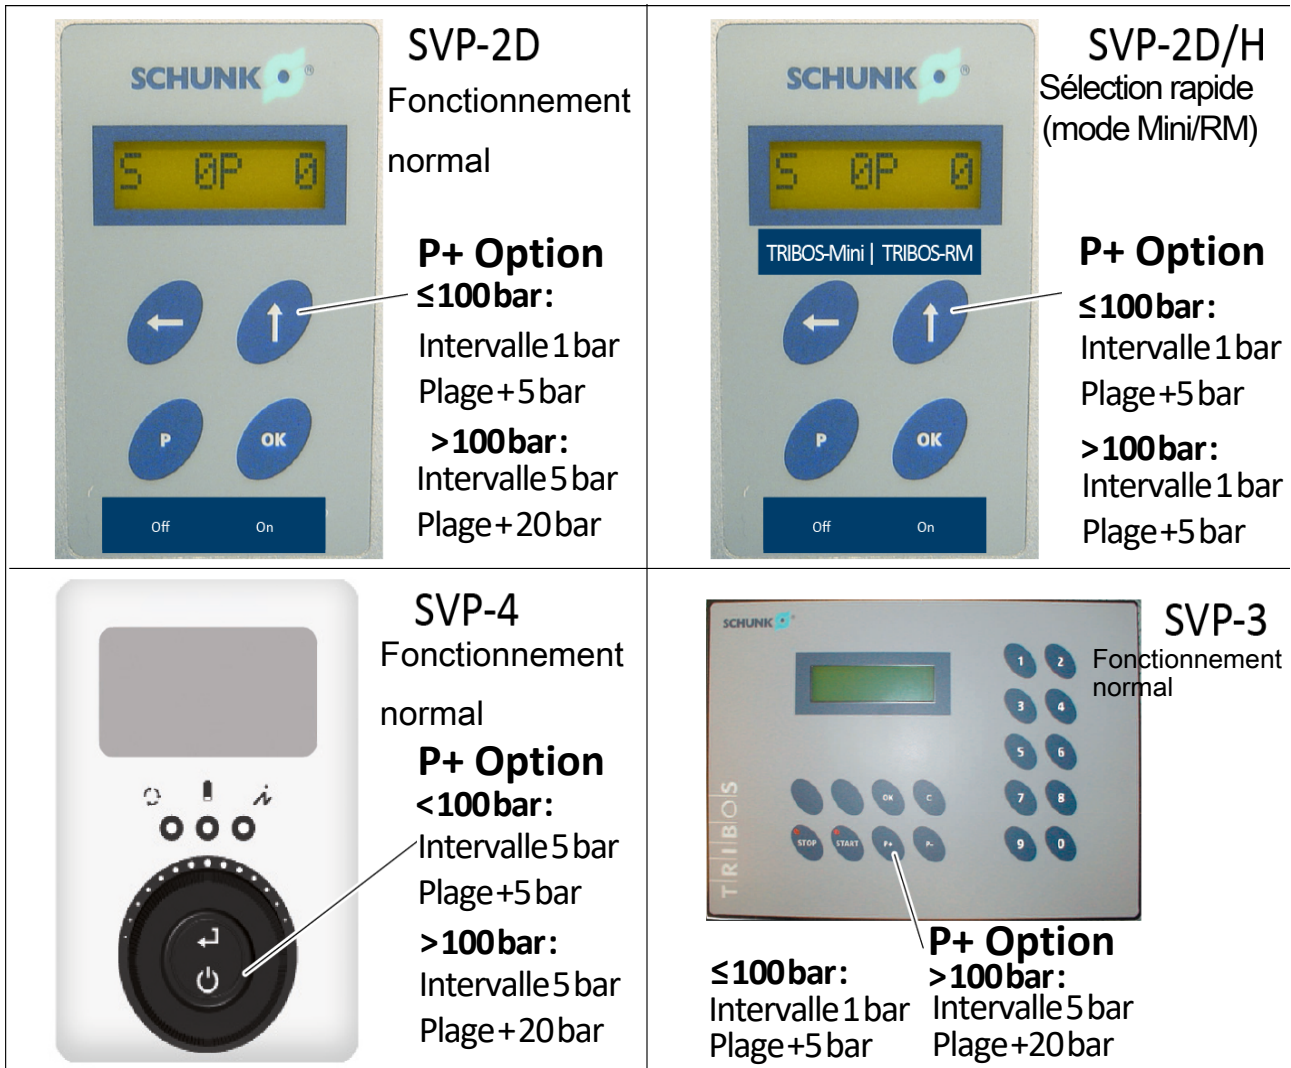 SCHUNK
SVP-2D
Fonctionnement
normal
S 0P 0
P+ Option
≤100 bar:
Intervalle 1 bar
Plage+5 bar
>100 bar:
Intervalle 5 bar
Plage+20 bar
P
OK
Off On
SCHUNK
SVP-2D/H
Sélection rapide
(mode Mini/RM)
S 0P 0
TRIBOS-Mini | TRIBOS-RM
P+ Option
≤100 bar:
Intervalle 1 bar
Plage+5 bar
>100 bar:
Intervalle 1 bar
Plage+5 bar
P
OK
Off On
SVP-4
Fonctionnement
normal
P+ Option
<100 bar:
Intervalle 5 bar
Plage+5 bar
>100 bar:
Intervalle 5 bar
Plage+20 bar
i
SCHUNK
SVP-3
Fonctionnement
normal
1 2
3 4
5 6
7 8
9 0
OK C
STOP START P+ P-
TRIBOS
P+ Option
≤100 bar:
Intervalle 1 bar
Plage+5 bar
>100 bar:
Intervalle 5 bar
Plage+20 bar